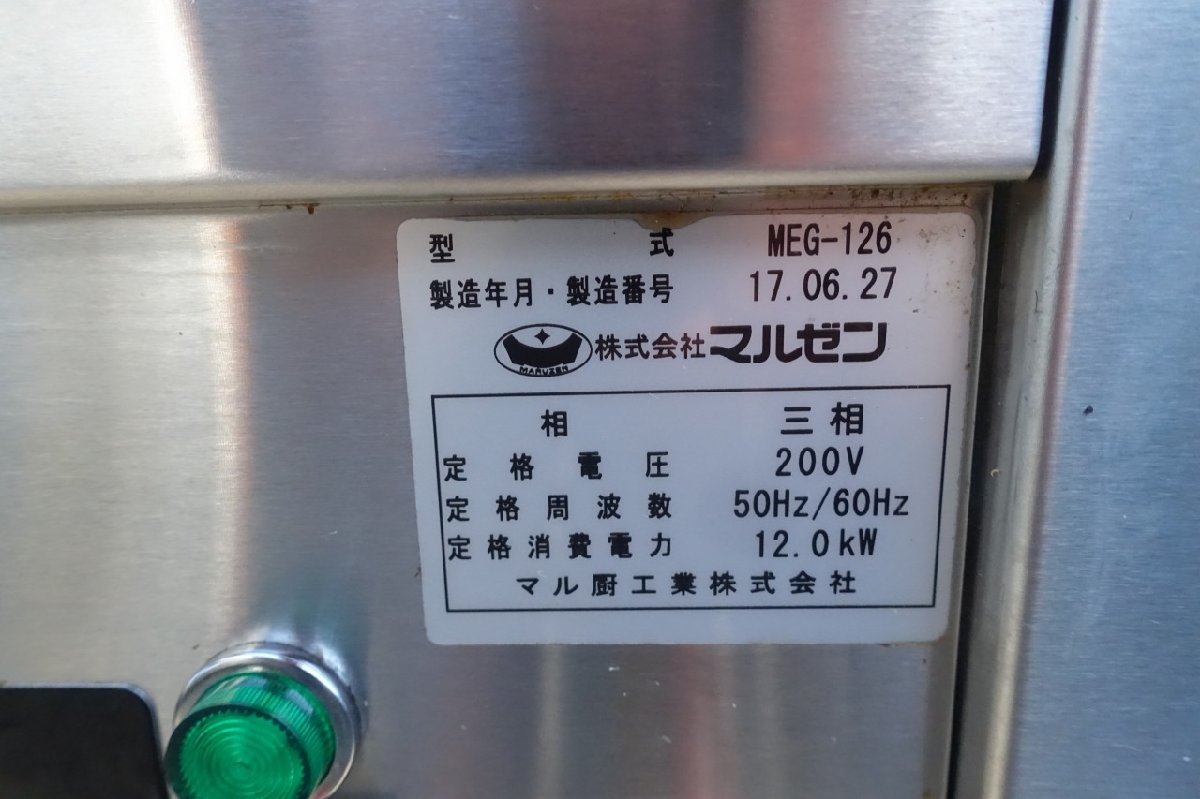 型式 MEG-126
製造年月・製造番号 17.06.27
MARUZEN 株式会社マルゼン
相 三相
定格電圧 200V
定格周波数 50Hz/60Hz
定格消費電力 12.0kW
マル厨工業株式会社